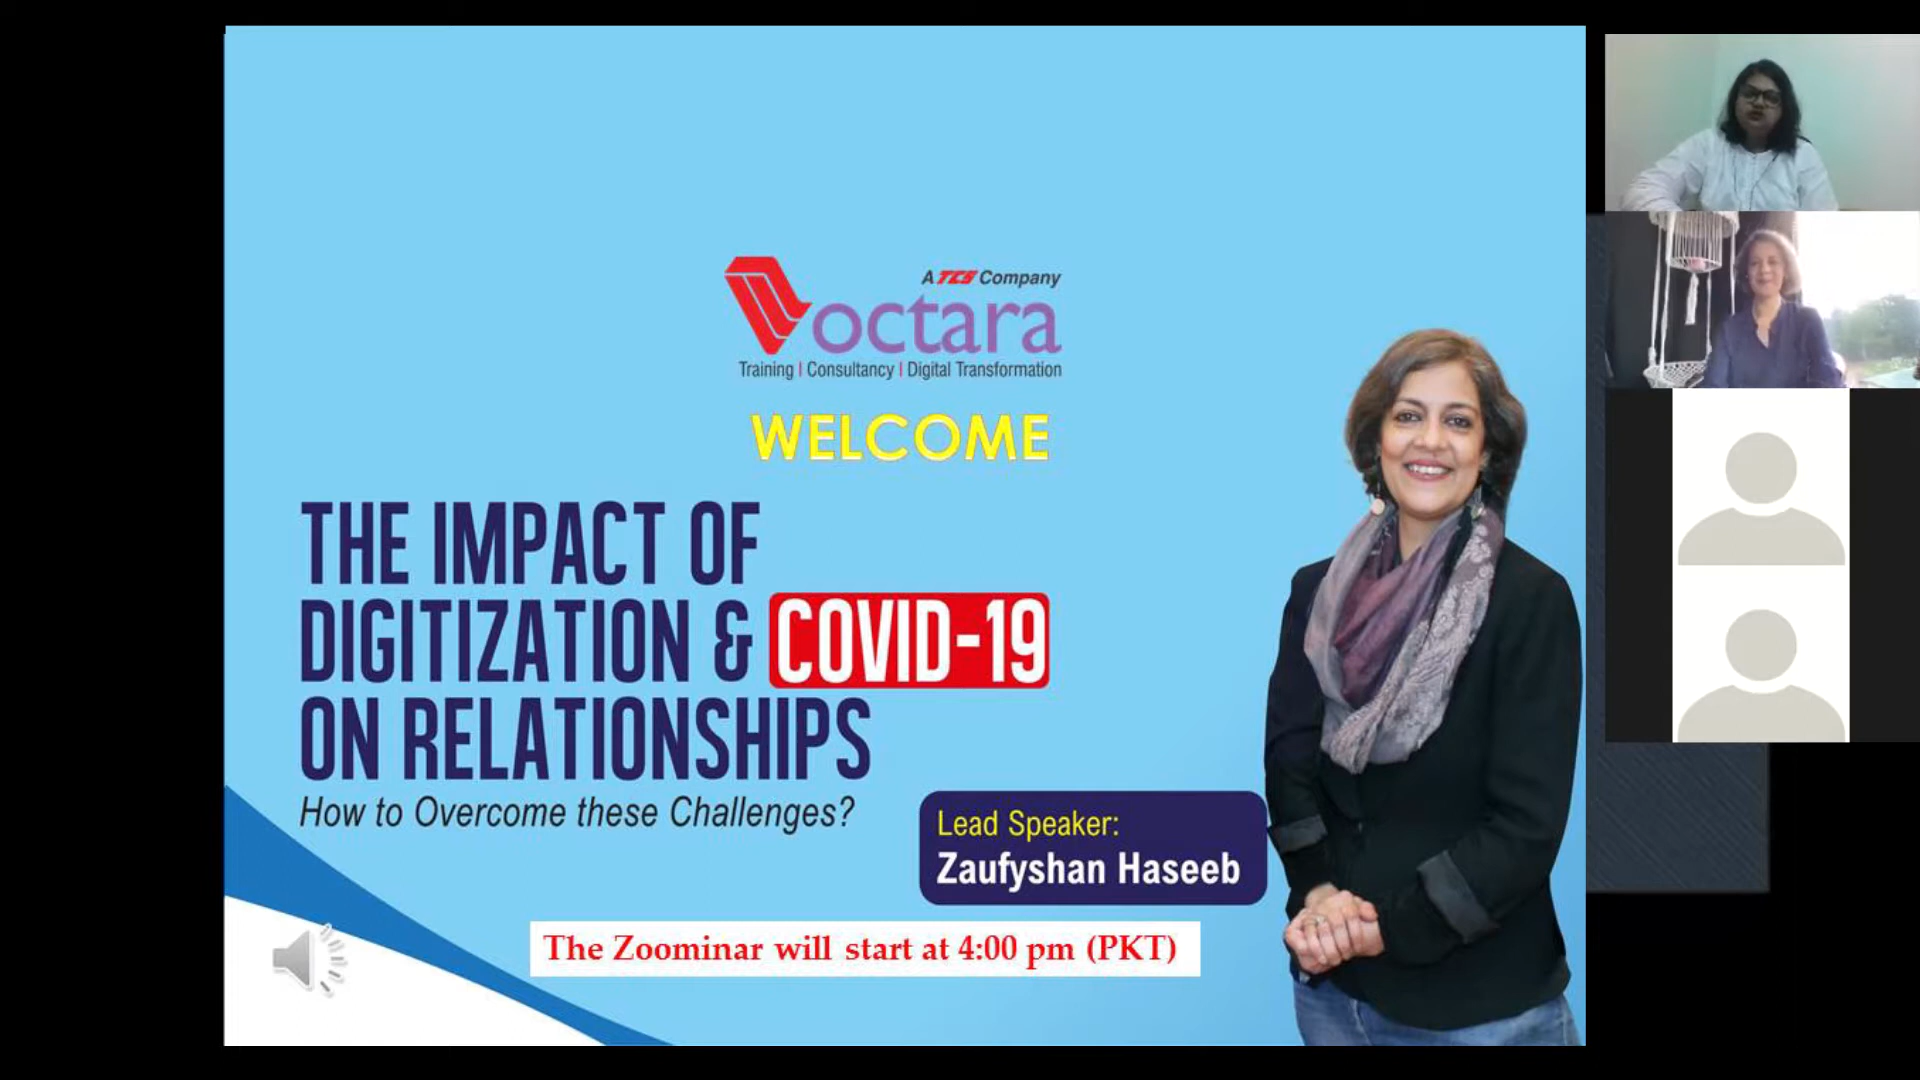 A TCS Company
octara
Training | Consultancy | Digital Transformation
WELCOME
THE IMPACT OF
DIGITIZATION & COVID-19
ON RELATIONSHIPS
How to Overcome these Challenges?
Lead Speaker:
Zaufyshan Haseeb
The Zoominar will start at 4:00 pm (PKT)